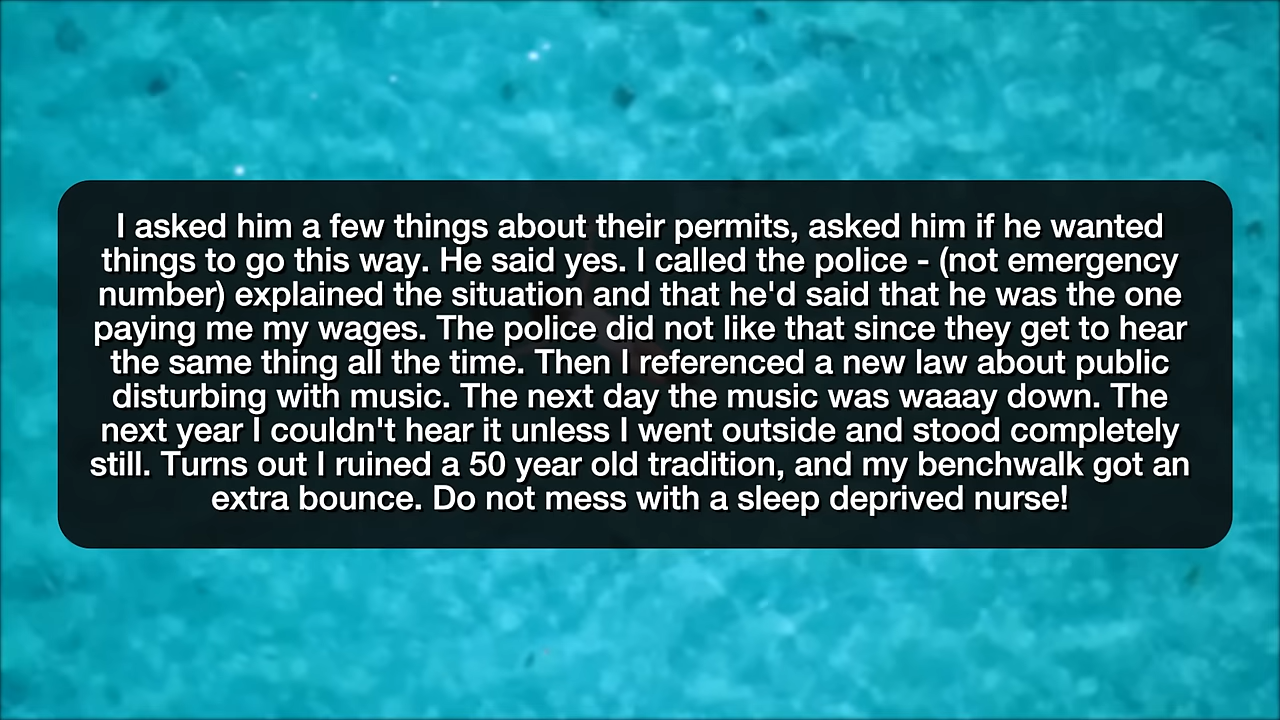 I asked him a few things about their permits, asked him if he wanted
things to go this way. He said yes. I called the police - (not emergency
number) explained the situation and that he'd said that he was the one
paying me my wages. The police did not like that since they get to hear
the same thing all the time. Then I referenced a new law about public
disturbing with music. The next day the music was waaay down. The
next year I couldn't hear it unless I went outside and stood completely
still. Turns out I ruined a 50 year old tradition, and my benchwalk got an
extra bounce. Do not mess with a sleep deprived nurse!